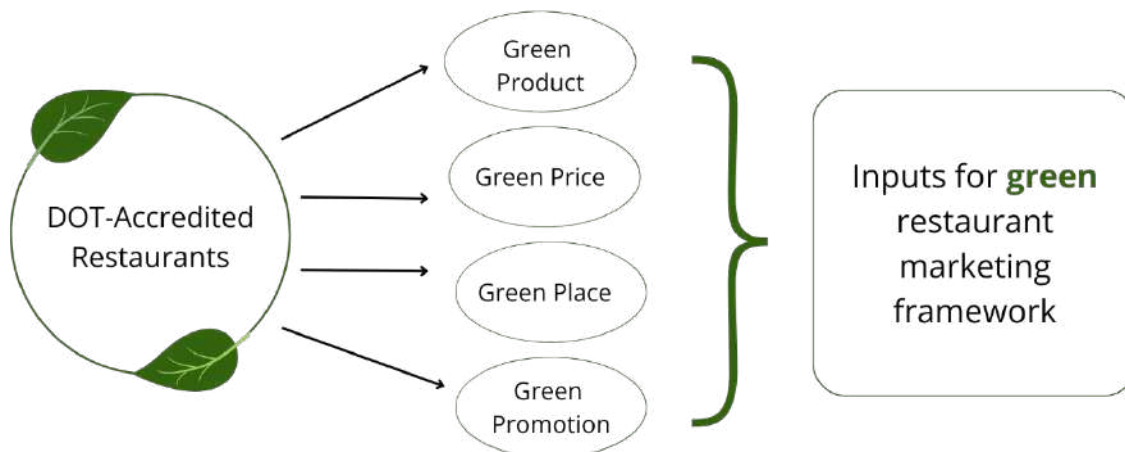 DOT-Accredited
Restaurants
Green
Product
Green Price
Green Place
Green
Promotion
Inputs for green
restaurant
marketing
framework